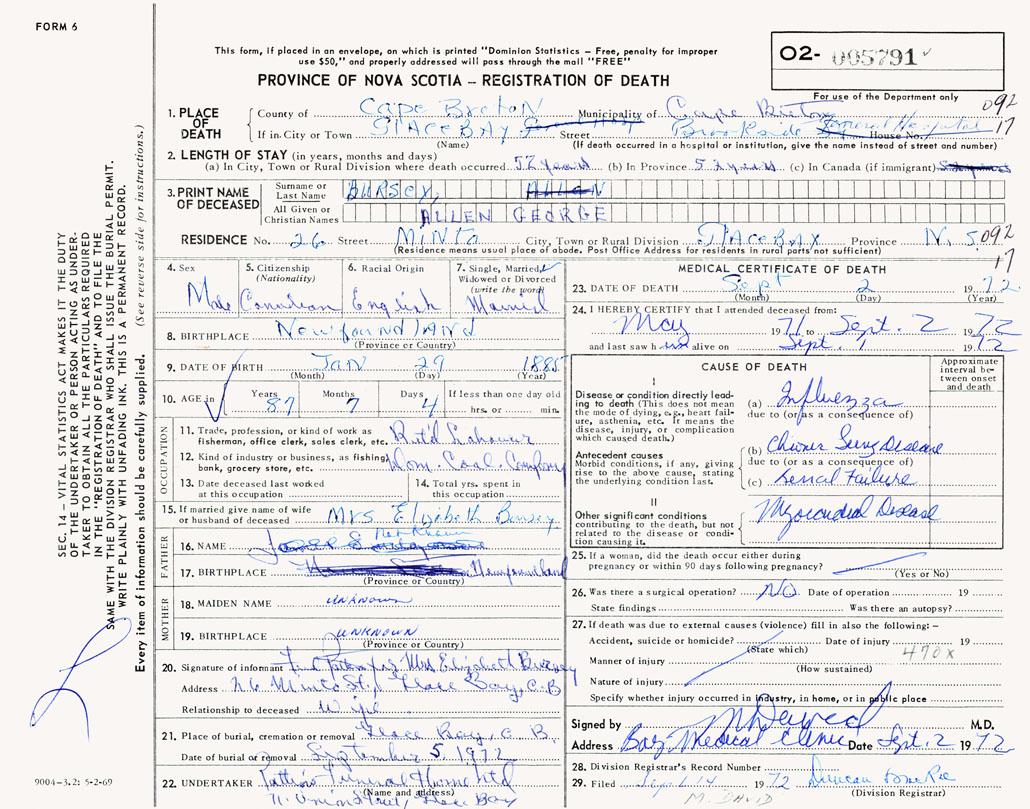 FORM 6
This form, if placed in an envelope, on which is printed "Dominion Statistics – Free, penalty for improper
use $50," and properly addressed will pass through the mail "FREE"
PROVINCE OF NOVA SCOTIA – REGISTRATION OF DEATH
02- 005791
For use of the Department only
092
17
1. PLACE OF DEATH
County of Cape Breton Municipality of Cape Breton
If in City or Town GLACE BAY Street Brookside General Hospital House No.
(Name) (If death occurred in a hospital or institution, give the name instead of street and number)
2. LENGTH OF STAY (in years, months and days)
(a) In City, Town or Rural Division where death occurred 52 years (b) In Province 52 years (c) In Canada (if immigrant)
3. PRINT NAME OF DECEASED
Surname or Last Name BURSEY, ALLEN
All Given or Christian Names ALLEN GEORGE
RESIDENCE No. 26 Street MINTO City, Town or Rural Division GLACE BAY Province N.S. 092
(Residence means usual place of abode. Post Office Address for residents in rural parts not sufficient)
17
4. Sex Male
5. Citizenship (Nationality) Canadian
6. Racial Origin English
7. Single, Married, Widowed or Divorced (write the word) Married
8. BIRTHPLACE Newfoundland
(Province or Country)
9. DATE OF BIRTH Jan 29 1885
(Month) (Day) (Year)
10. AGE in Years 87 Months 7 Days 4 If less than one day old hrs. or min.
OCCUPATION
11. Trade, profession, or kind of work as fisherman, office clerk, sales clerk, etc. Ret'd Labourer
12. Kind of industry or business, as fishing, bank, grocery store, etc. Dom. Coal Company
13. Date deceased last worked at this occupation
14. Total yrs. spent in this occupation
15. If married give name of wife or husband of deceased Mrs. Elizabeth Bursey
FATHER
16. NAME
17. BIRTHPLACE Newfoundland
(Province or Country)
MOTHER
18. MAIDEN NAME UNKNOWN
19. BIRTHPLACE UNKNOWN
(Province or Country)
20. Signature of informant Mrs Elizabeth Bursey
Address 26 Minto St., Glace Bay, C.B
Relationship to deceased Wife
21. Place of burial, cremation or removal Glace Bay, C. B.
Date of burial or removal September 5, 1972
22. UNDERTAKER Funeral Home Ltd
(Name and address)
11 Union Street, Glace Bay
MEDICAL CERTIFICATE OF DEATH
23. DATE OF DEATH Sept 2 1972
(Month) (Day) (Year)
24. I HEREBY CERTIFY that I attended deceased from:
May 1971 to Sept. 2 1972
and last saw him alive on Sept. 1 1972
CAUSE OF DEATH
Approximate interval between onset and death
I
Disease or condition directly leading to death (This does not mean the mode of dying, e.g., heart failure, asthenia, etc. It means the disease, injury, or complication which caused death.)
(a) Influenza
due to (or as a consequence of)
Antecedent causes
Morbid conditions, if any, giving rise to the above cause, stating the underlying condition last.
(b) Chronic Lung Disease
due to (or as a consequence of)
(c) Renal Failure
II
Other significant conditions contributing to the death, but not related to the disease or condition causing it.
Myocardial Disease
25. If a woman, did the death occur either during
pregnancy or within 90 days following pregnancy?
(Yes or No)
26. Was there a surgical operation? NO Date of operation 19
State findings Was there an autopsy?
27. If death was due to external causes (violence) fill in also the following: –
Accident, suicide or homicide? Date of injury 19
(State which)
470X
Manner of injury
(How sustained)
Nature of injury
Specify whether injury occurred in industry, in home, or in public place
Signed by M.D.
Address Bay Medical Clinic Date Sept. 2 1972
28. Division Registrar's Record Number
29. Filed Sept 14 1972 Duncan
(Division Registrar)
M. DAVID
SEC. 14 – VITAL STATISTICS ACT MAKES IT THE DUTY
OF THE UNDERTAKER OR PERSON ACTING AS UNDER-
TAKER TO OBTAIN ALL THE PARTICULARS REQUIRED
IN THE "REGISTRATION OF DEATH" AND TO FILE THE
SAME WITH THE DIVISION REGISTRAR WHO SHALL ISSUE THE BURIAL PERMIT.
WRITE PLAINLY WITH UNFADING INK. THIS IS A PERMANENT RECORD.
Every item of information should be carefully supplied. (See reverse side for instructions.)
9004-3.2: 5-2-69